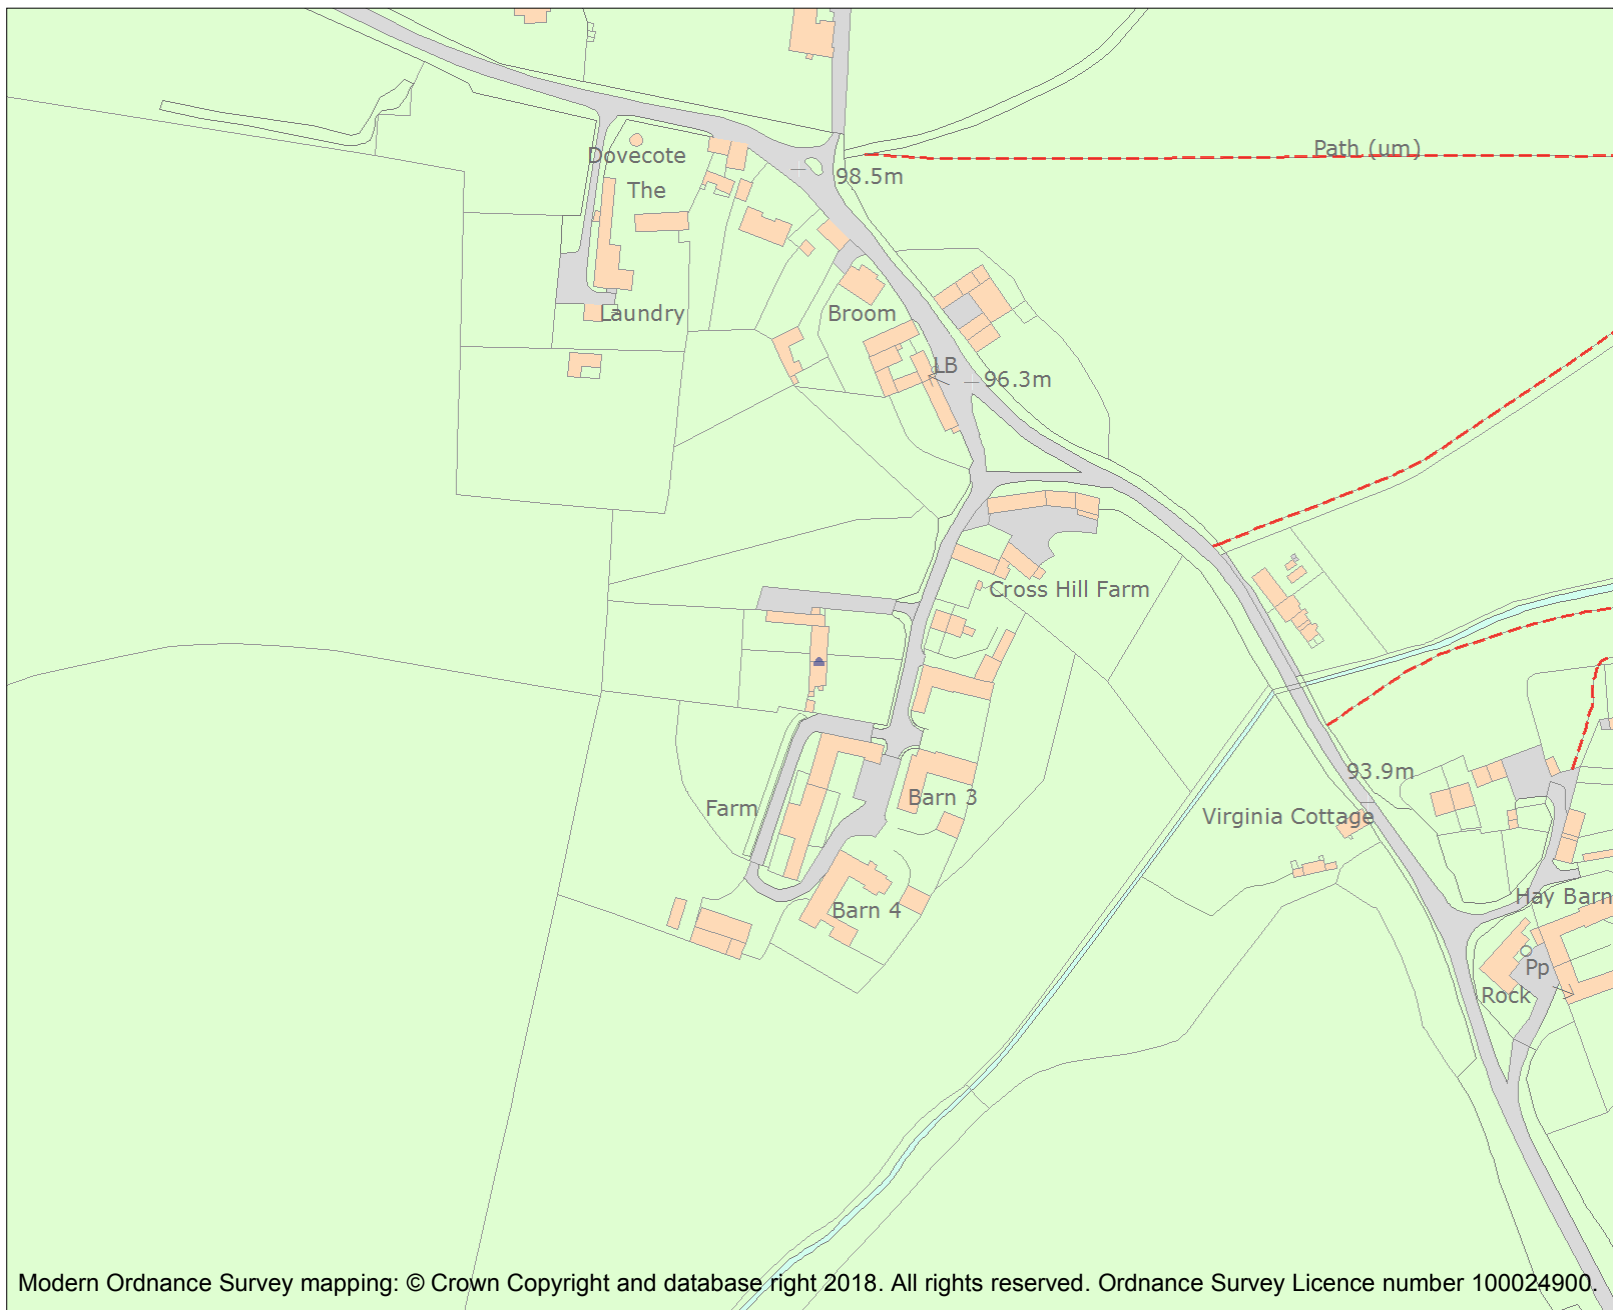 Path (um)
Dovecote
98.5m
The
Laundry
Broom
LB
96.3m
Cross Hill Farm
93.9m
Barn 3
Farm
Virginia Cottage
Hay Barn
Barn 4
Pp
Rock
Modern Ordnance Survey mapping: © Crown Copyright and database right 2018. All rights reserved. Ordnance Survey Licence number 100024900.